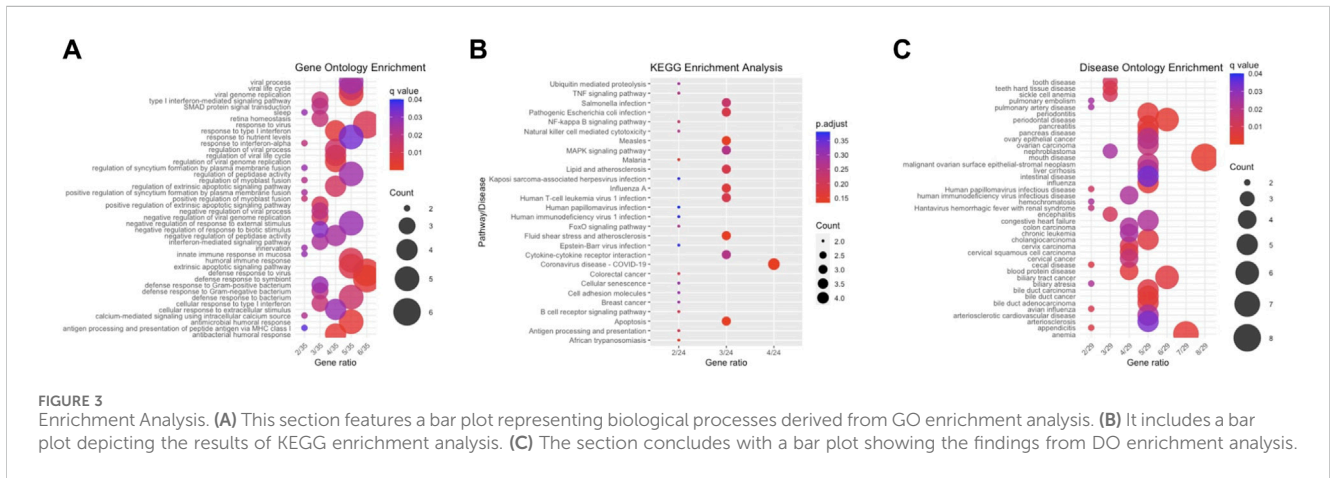 A
Gene Ontology Enrichment
viral process
viral life cycle
viral genome replication
type I interferon-mediated signaling pathway
SMAD protein signal transduction
sleep
retina homeostasis
response to virus
response to type I interferon
response to nutrient levels
response to interferon-alpha
regulation of viral process
regulation of viral life cycle
regulation of viral genome replication
regulation of syncytium formation by plasma membrane fusion
regulation of peptidase activity
regulation of myoblast fusion
regulation of extrinsic apoptotic signaling pathway
positive regulation of syncytium formation by plasma membrane fusion
positive regulation of myoblast fusion
positive regulation of extrinsic apoptotic signaling pathway
negative regulation of viral process
negative regulation of viral genome replication
negative regulation of response to external stimulus
negative regulation of response to biotic stimulus
negative regulation of peptidase activity
interferon-mediated signaling pathway
innervation
innate immune response in mucosa
humoral immune response
extrinsic apoptotic signaling pathway
defense response to virus
defense response to symbiont
defense response to Gram-positive bacterium
defense response to Gram-negative bacterium
defense response to bacterium
cellular response to type I interferon
cellular response to extracellular stimulus
calcium-mediated signaling using intracellular calcium source
antimicrobial humoral response
antigen processing and presentation of peptide antigen via MHC class I
antibacterial humoral response
2/35
3/35
4/35
5/35
6/35
Gene ratio
q value
0.04
0.03
0.02
0.01
Count
2
3
4
5
6
B
KEGG Enrichment Analysis
Pathway/Disease
Ubiquitin mediated proteolysis
TNF signaling pathway
Salmonella infection
Pathogenic Escherichia coli infection
NF-kappa B signaling pathway
Natural killer cell mediated cytotoxicity
Measles
MAPK signaling pathway
Malaria
Lipid and atherosclerosis
Kaposi sarcoma-associated herpesvirus infection
Influenza A
Human T-cell leukemia virus 1 infection
Human papillomavirus infection
Human immunodeficiency virus 1 infection
FoxO signaling pathway
Fluid shear stress and atherosclerosis
Epstein-Barr virus infection
Cytokine-cytokine receptor interaction
Coronavirus disease - COVID-19
Colorectal cancer
Cellular senescence
Cell adhesion molecules
Breast cancer
B cell receptor signaling pathway
Apoptosis
Antigen processing and presentation
African trypanosomiasis
2/24
3/24
4/24
Gene ratio
p.adjust
0.35
0.30
0.25
0.20
0.15
Count
2.0
2.5
3.0
3.5
4.0
C
Disease Ontology Enrichment
tooth disease
teeth hard tissue disease
sickle cell anemia
pulmonary embolism
pulmonary artery disease
periodontitis
periodontal disease
pancreatitis
pancreas disease
ovary epithelial cancer
ovarian carcinoma
nephroblastoma
mouth disease
malignant ovarian surface epithelial-stromal neoplasm
liver cirrhosis
intestinal disease
influenza
Human papillomavirus infectious disease
human immunodeficiency virus infectious disease
hemochromatosis
Hantavirus hemorrhagic fever with renal syndrome
encephalitis
congestive heart failure
colon carcinoma
chronic leukemia
cholangiocarcinoma
cervix carcinoma
cervical squamous cell carcinoma
cervical cancer
cecal disease
blood protein disease
biliary tract cancer
biliary atresia
bile duct carcinoma
bile duct cancer
bile duct adenocarcinoma
avian influenza
arteriosclerotic cardiovascular disease
arteriosclerosis
appendicitis
anemia
2/29
3/29
4/29
5/29
6/29
7/29
8/29
Gene ratio
q value
0.04
0.03
0.02
0.01
Count
2
3
4
5
6
7
8
FIGURE 3
Enrichment Analysis. (A) This section features a bar plot representing biological processes derived from GO enrichment analysis. (B) It includes a bar
plot depicting the results of KEGG enrichment analysis. (C) The section concludes with a bar plot showing the findings from DO enrichment analysis.